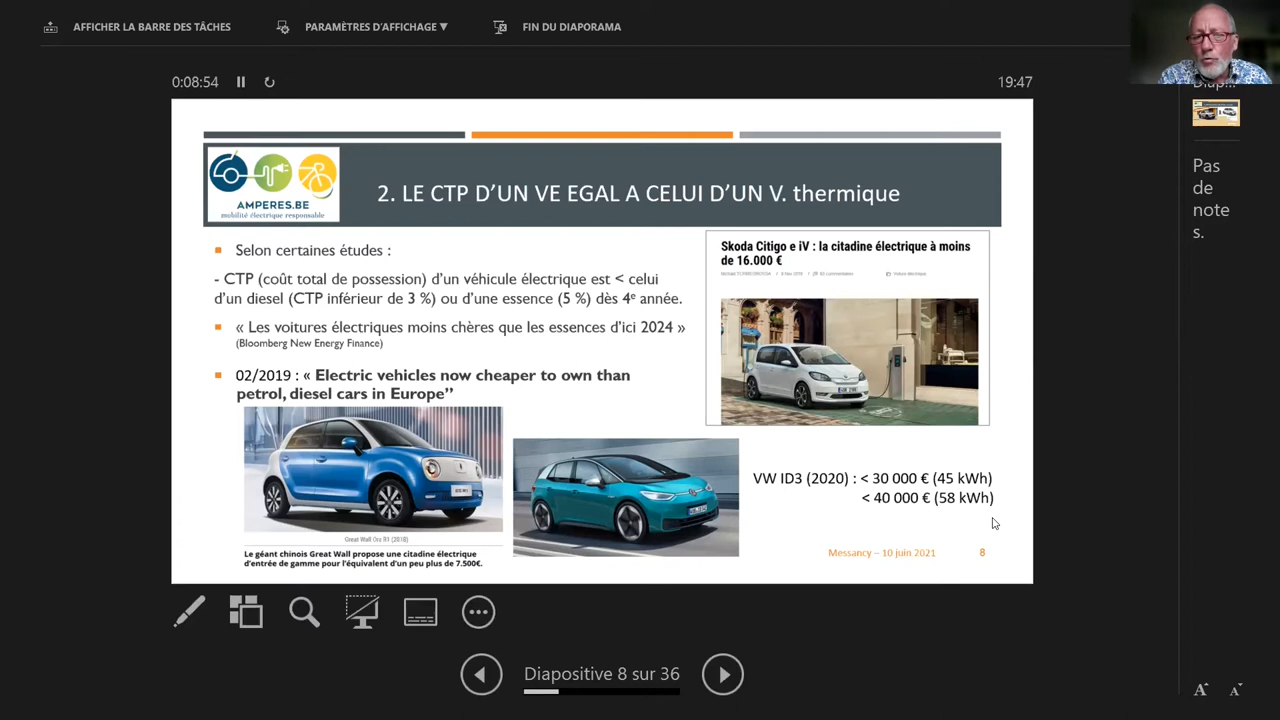 AFFICHER LA BARRE DES TÂCHES
PARAMÈTRES D'AFFICHAGE ▼
FIN DU DIAPORAMA
0:08:54
19:47
Diap...
AMPERES.BE
mobilité électrique responsable
2. LE CTP D'UN VE EGAL A CELUI D'UN V. thermique
Selon certaines études :
- CTP (coût total de possession) d'un véhicule électrique est < celui
d'un diesel (CTP inférieur de 3 %) ou d'une essence (5 %) dès 4e année.
« Les voitures électriques moins chères que les essences d'ici 2024 »
(Bloomberg New Energy Finance)
02/2019 : « Electric vehicles now cheaper to own than
petrol, diesel cars in Europe”
Skoda Citigo e iV : la citadine électrique à moins
de 16.000 €
Great Wall Ora R1 (2018)
Le géant chinois Great Wall propose une citadine électrique
d'entrée de gamme pour l'équivalent d'un peu plus de 7.500€.
VW ID3 (2020) : < 30 000 € (45 kWh)
< 40 000 € (58 kWh)
Messancy – 10 juin 2021
8
Pas
de
note
s.
Diapositive 8 sur 36
A
A